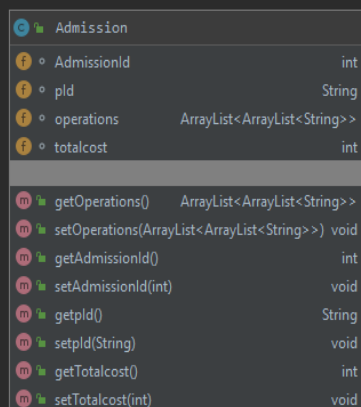 Admission
AdmissionId int
pId String
operations ArrayList<ArrayList<String>>
totalcost int
getOperations() ArrayList<ArrayList<String>>
setOperations(ArrayList<ArrayList<String>>) void
getAdmissionId() int
setAdmissionId(int) void
getpId() String
setpId(String) void
getTotalcost() int
setTotalcost(int) void